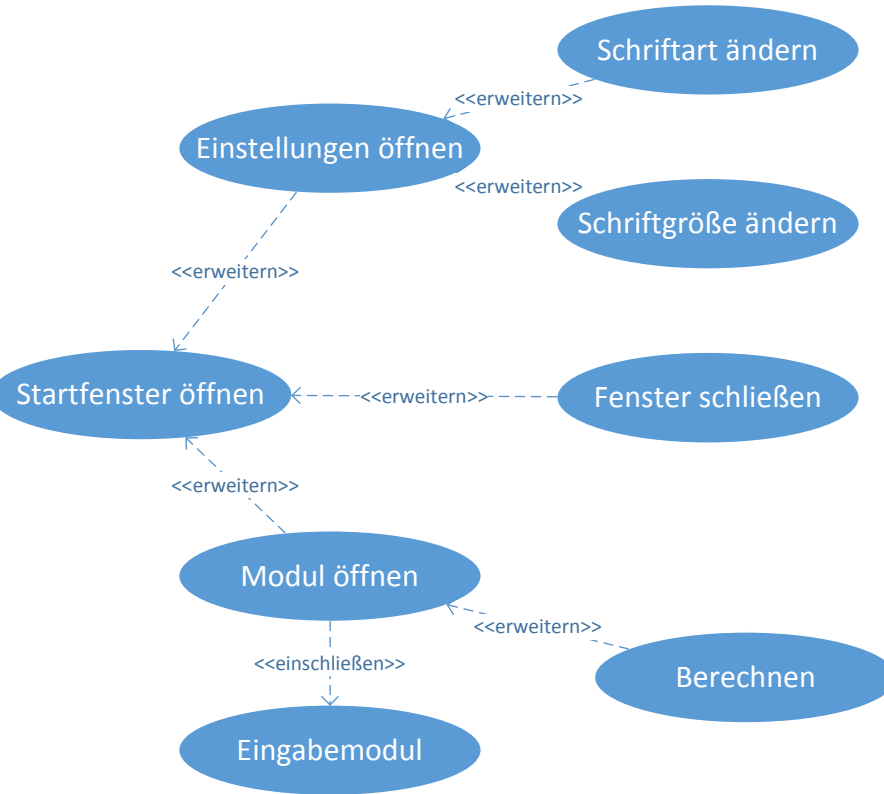 Schriftart ändern
<<erweitern>>
Einstellungen öffnen
<<erweitern>>
Schriftgröße ändern
<<erweitern>>
Startfenster öffnen
<<erweitern>>
Fenster schließen
<<erweitern>>
Modul öffnen
<<erweitern>>
<<einschließen>>
Berechnen
Eingabemodul